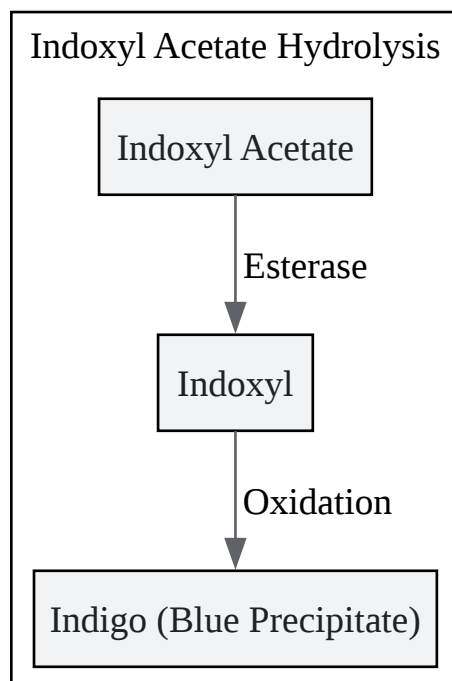 Indoxyl Acetate Hydrolysis
Indoxyl Acetate
Esterase
Indoxyl
Oxidation
Indigo (Blue Precipitate)